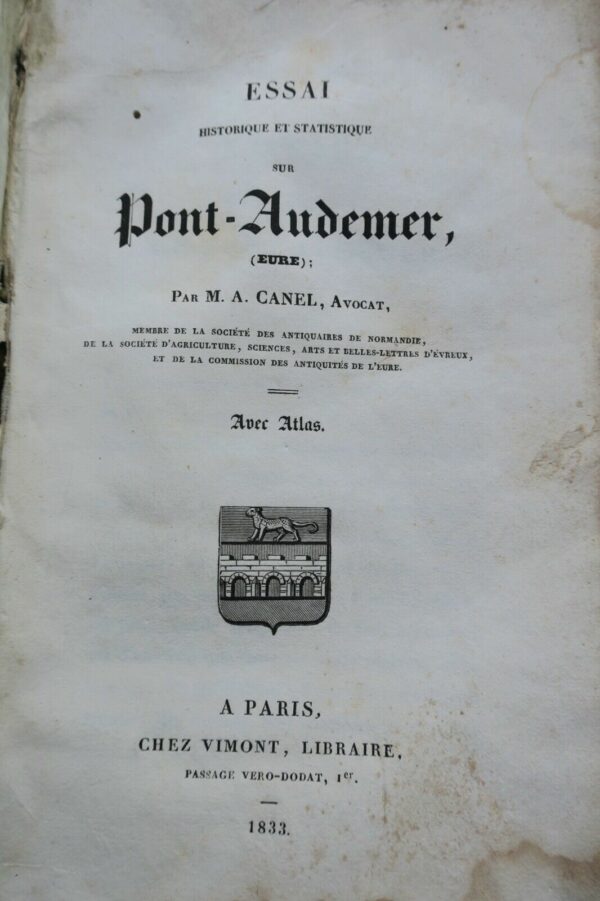 ESSAI
HISTORIQUE ET STATISTIQUE
SUR
Pont-Audemer,
(EURE);
PAR M. A. CANEL, AVOCAT,
MEMBRE DE LA SOCIÉTÉ DES ANTIQUAIRES DE NORMANDIE,
DE LA SOCIÉTÉ D'AGRICULTURE, SCIENCES, ARTS ET BELLES-LETTRES D'ÉVREUX,
ET DE LA COMMISSION DES ANTIQUITÉS DE L'EURE.
Avec Atlas.
A PARIS,
CHEZ VIMONT, LIBRAIRE,
PASSAGE VERO-DODAT, 1er.
1833.